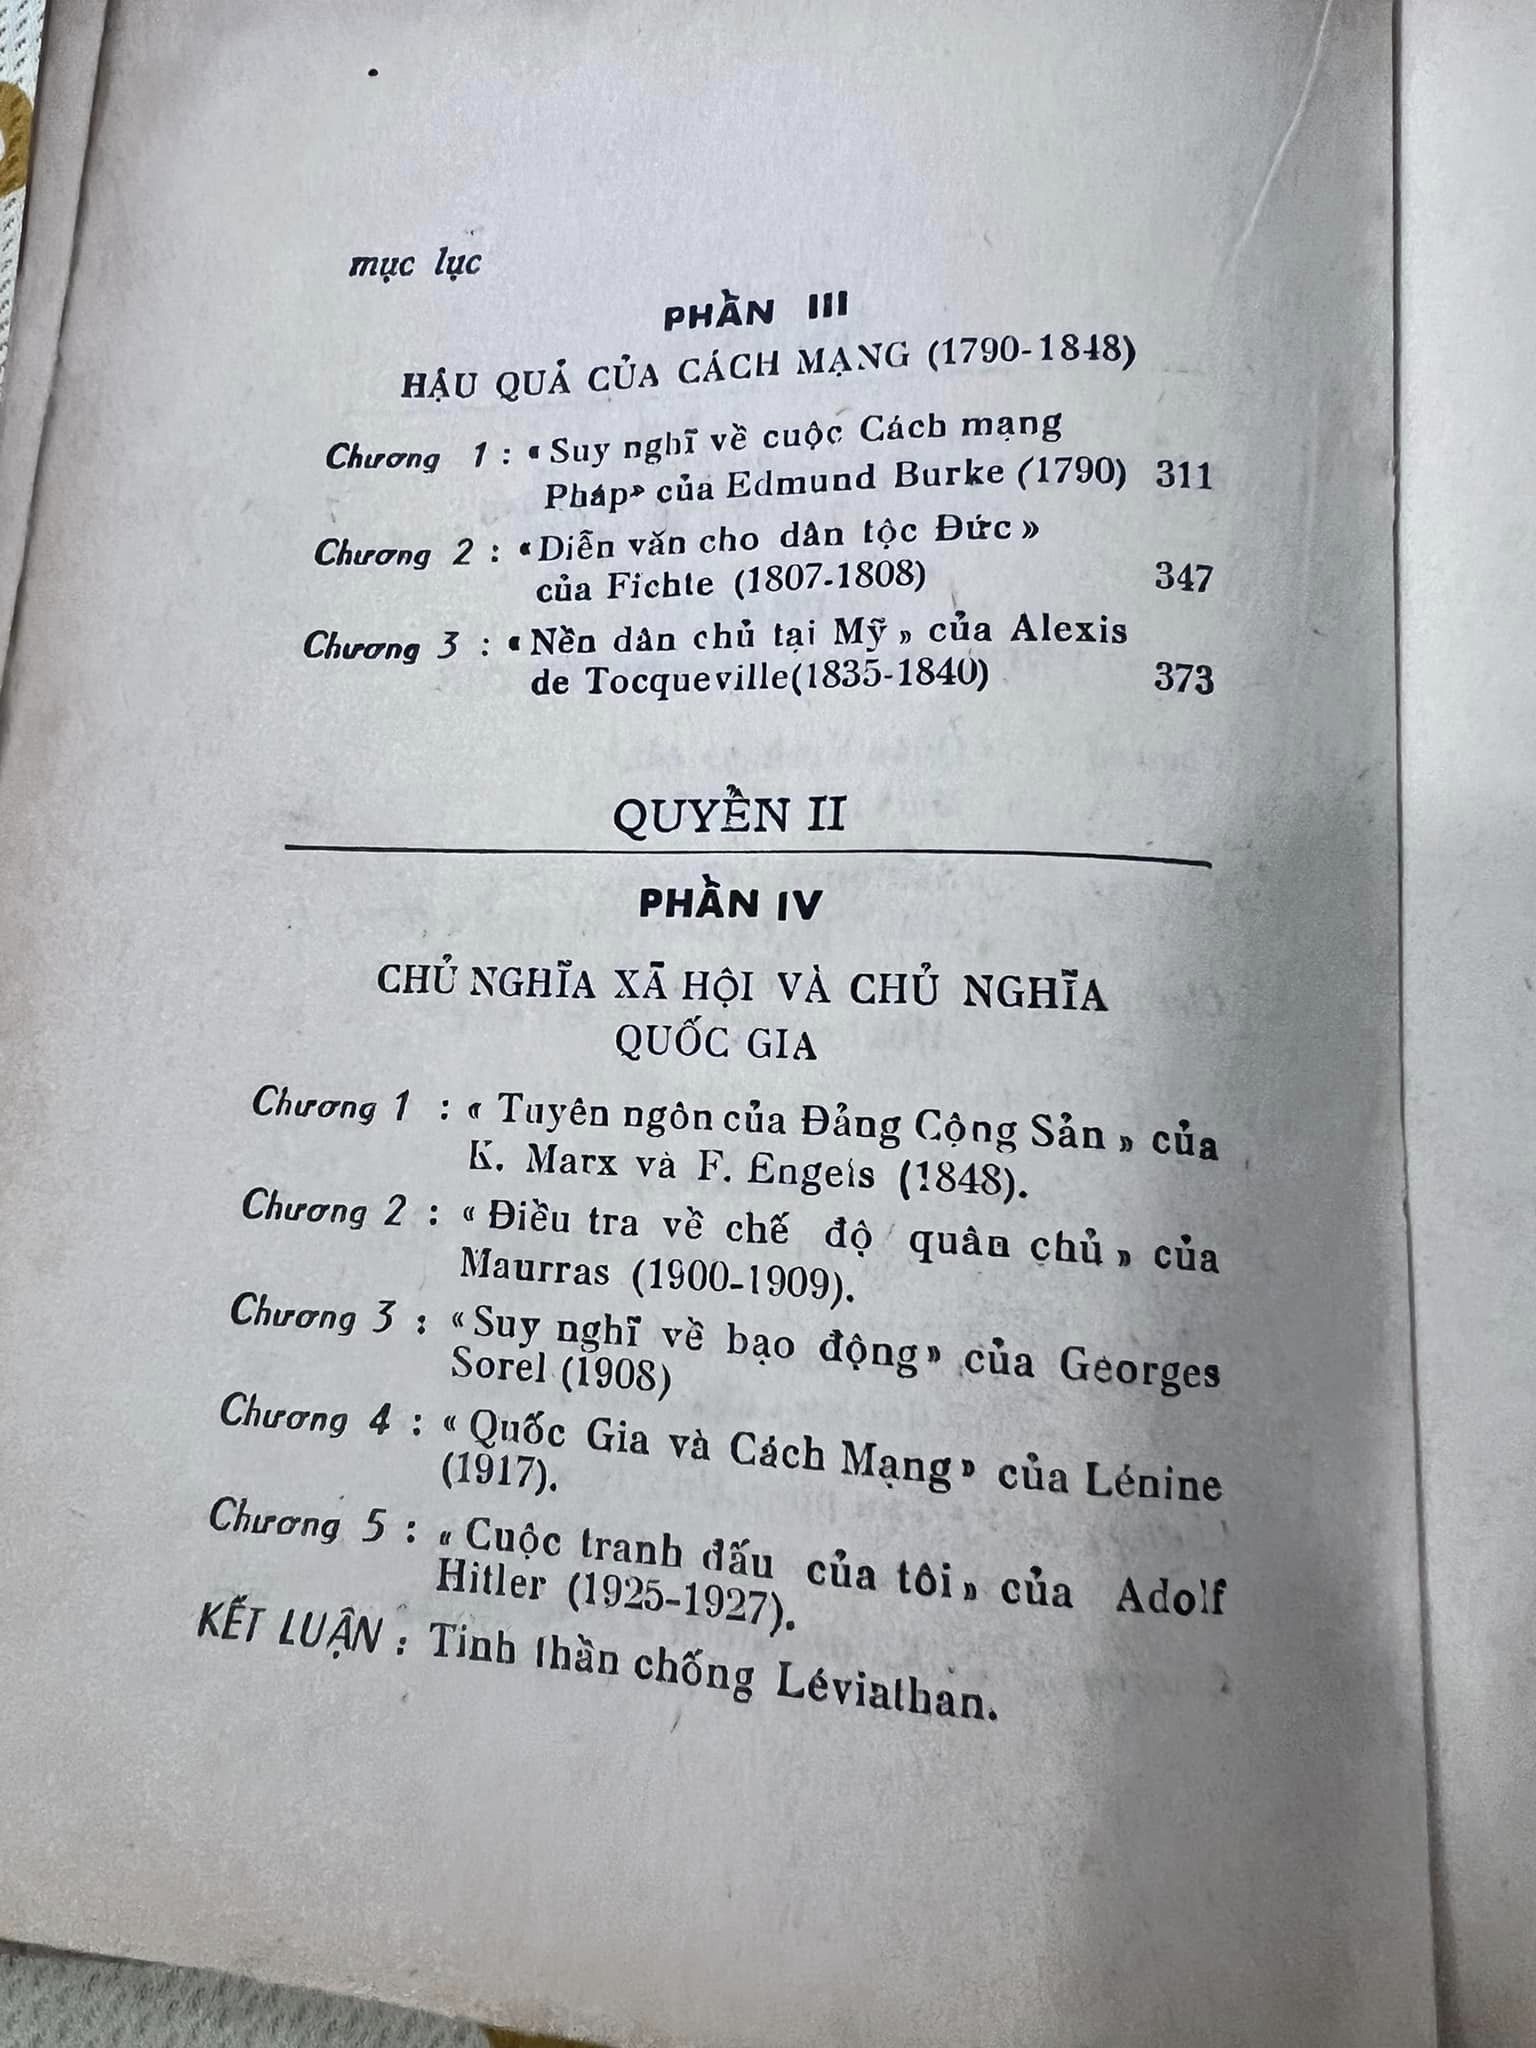 mục lục
PHẦN III
HẬU QUẢ CỦA CÁCH MẠNG (1790-1848)
Chương 1 : « Suy nghĩ về cuộc Cách mạng
Pháp» của Edmund Burke (1790) 311
Chương 2 : «Diễn văn cho dân tộc Đức»
của Fichte (1807-1808) 347
Chương 3 : «Nền dân chủ tại Mỹ» của Alexis
de Tocqueville(1835-1840) 373
QUYỀN II
PHẦN IV
CHỦ NGHĨA XÃ HỘI VÀ CHỦ NGHĨA
QUỐC GIA
Chương 1 : « Tuyên ngôn của Đảng Cộng Sản » của
K. Marx và F. Engels (1848).
Chương 2 : « Điều tra về chế độ quân chủ» của
Maurras (1900-1909).
Chương 3 : «Suy nghĩ về bạo động» của Georges
Sorel (1908)
Chương 4 : « Quốc Gia và Cách Mạng» của Lénine
(1917).
Chương 5 : « Cuộc tranh đấu của tôi» của Adolf
Hitler (1925-1927).
KẾT LUẬN : Tinh thần chống Léviathan.